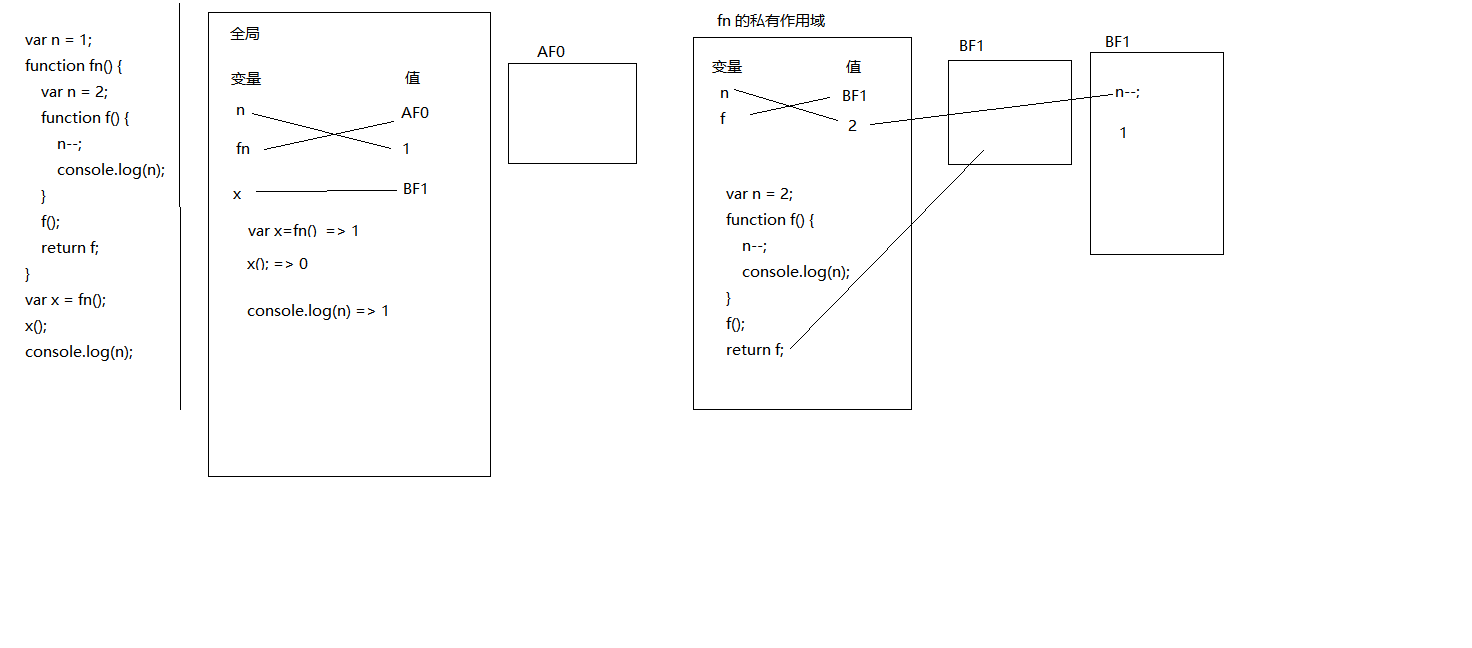 var n = 1;
function fn() {
var n = 2;
function f() {
n--;
console.log(n);
}
f();
return f;
}
var x = fn();
x();
console.log(n);
全局
变量 值
n AF0
fn 1
x BF1
var x=fn() => 1
x(); => 0
console.log(n) => 1
AF0
fn 的私有作用域
变量 值
n BF1
f 2
var n = 2;
function f() {
n--;
console.log(n);
}
f();
return f;
BF1
BF1
n--;
1